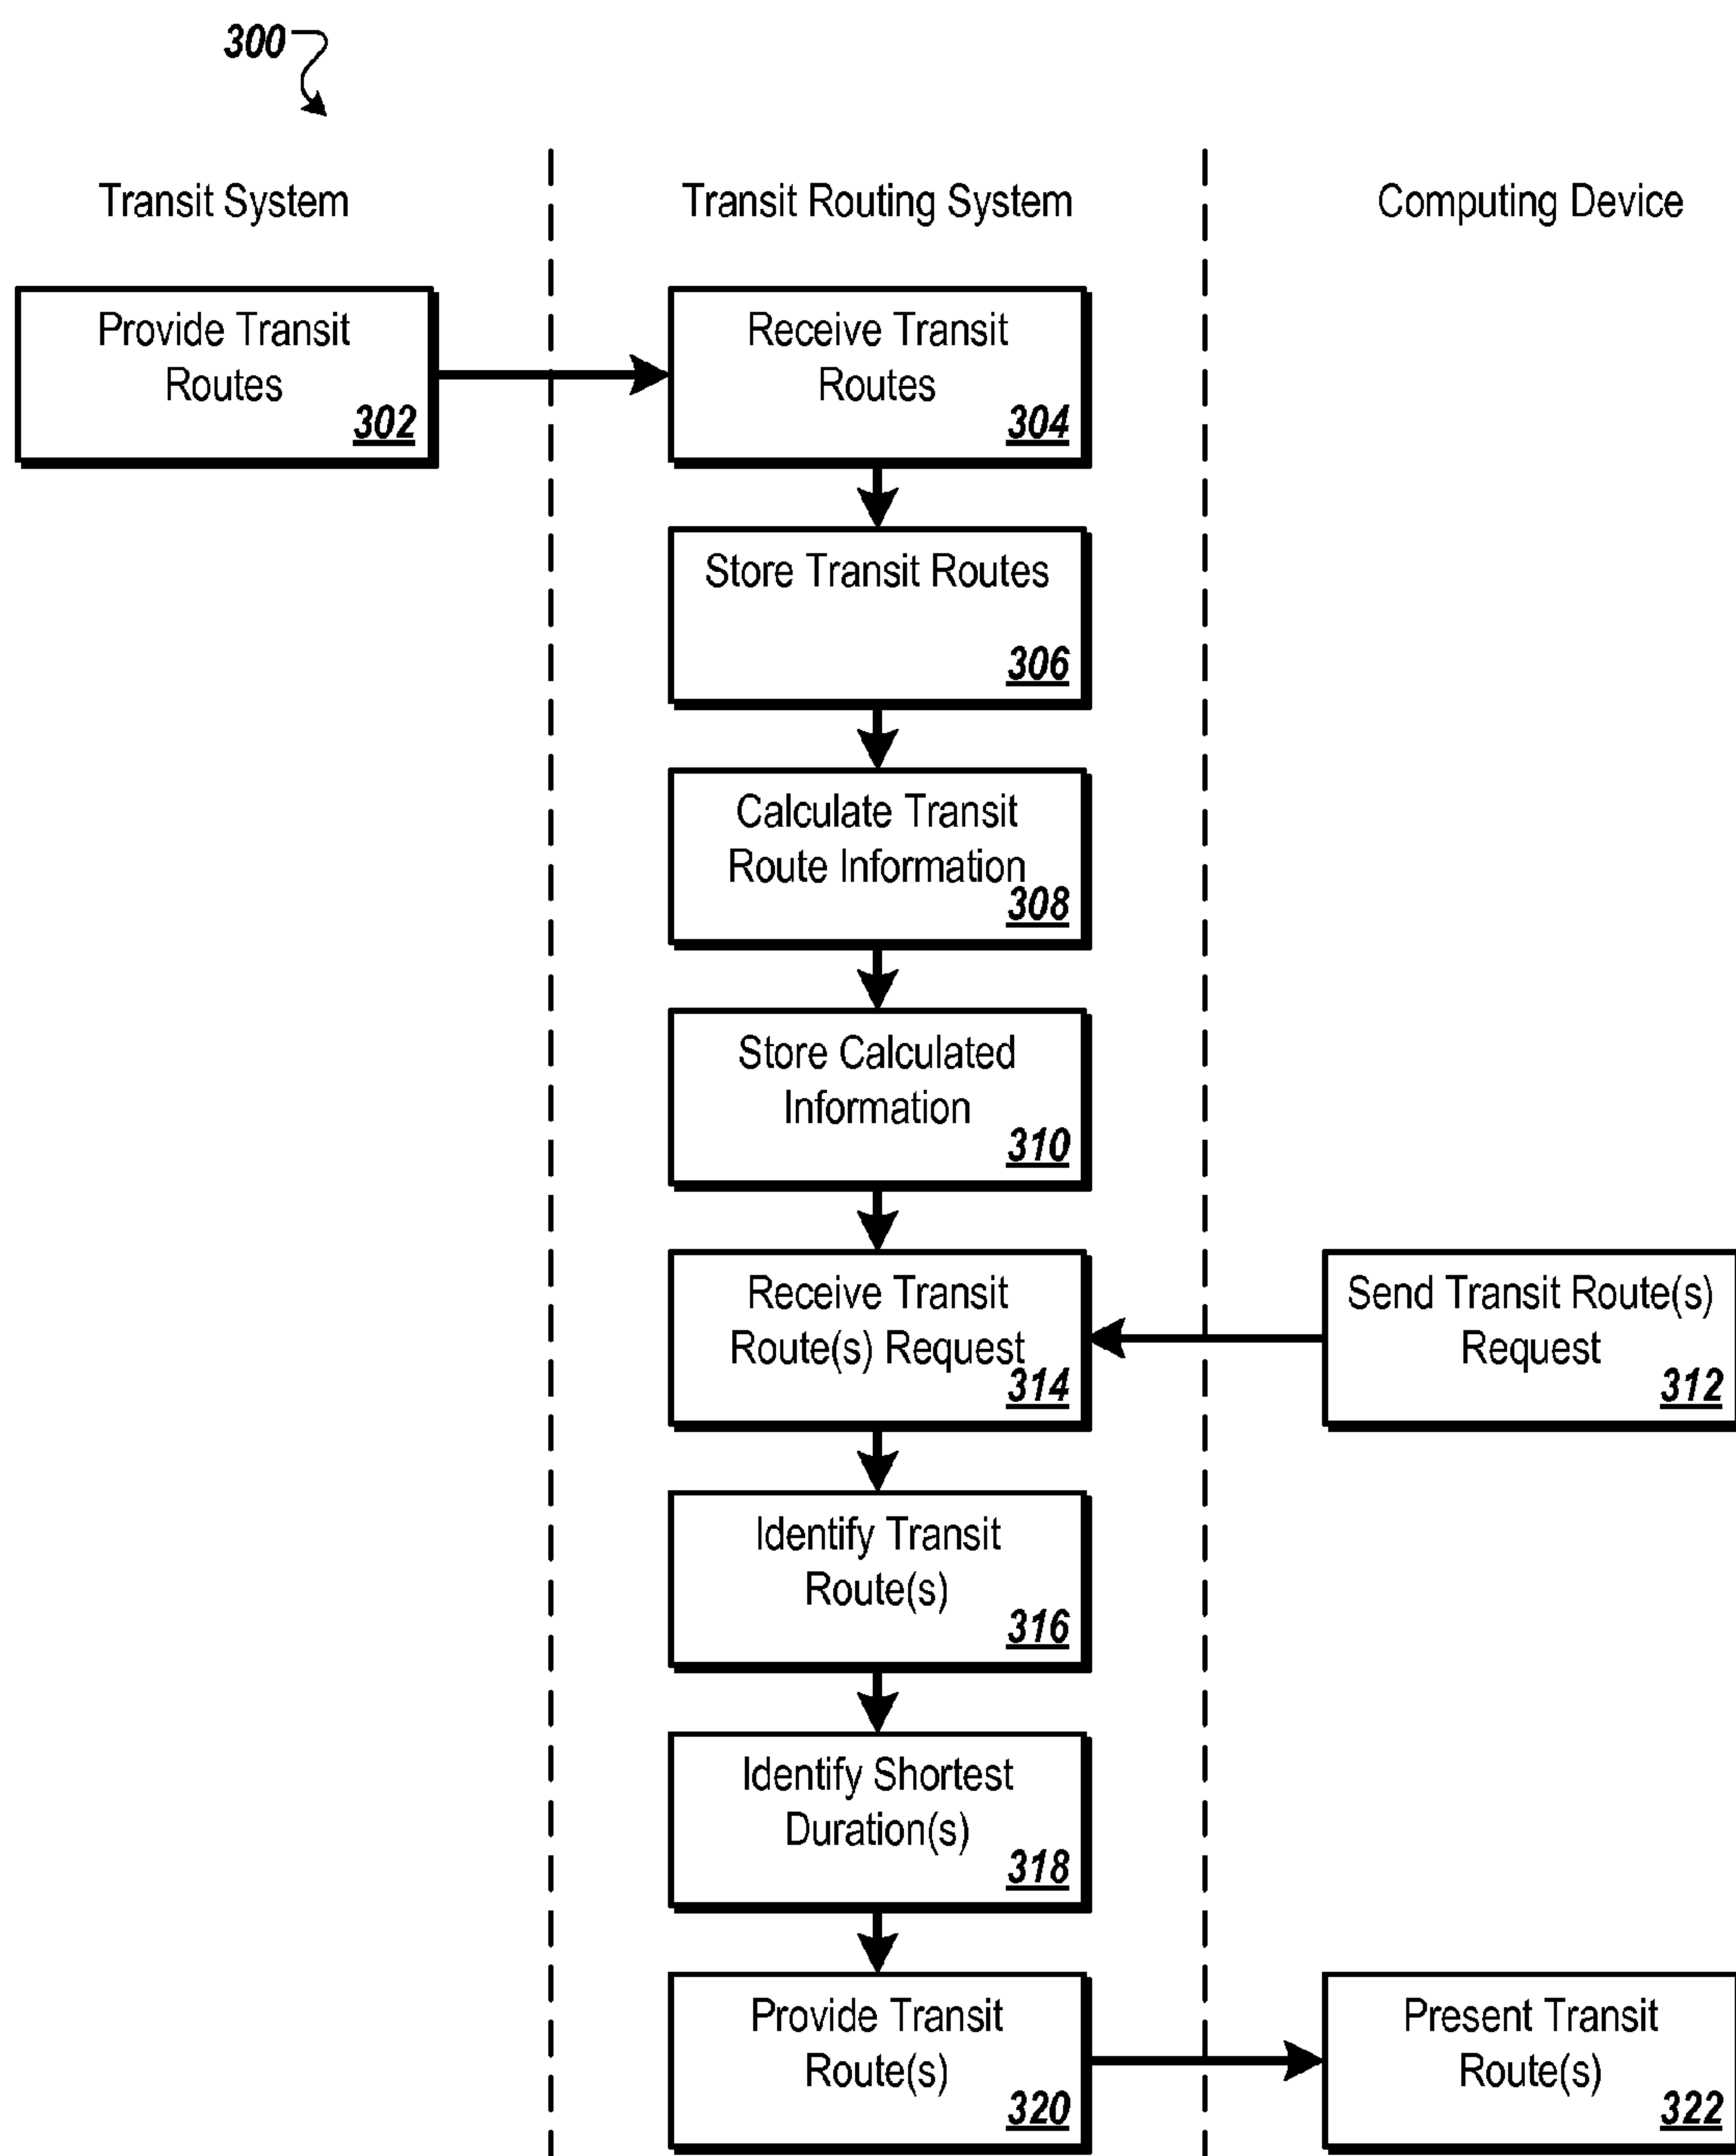 300
Transit System
Transit Routing System
Computing Device
Provide Transit
Routes
302
Receive Transit
Routes
304
Store Transit Routes
306
Calculate Transit
Route Information
308
Store Calculated
Information
310
Receive Transit
Route(s) Request
314
Send Transit Route(s)
Request
312
Identify Transit
Route(s)
316
Identify Shortest
Duration(s)
318
Provide Transit
Route(s)
320
Present Transit
Route(s)
322